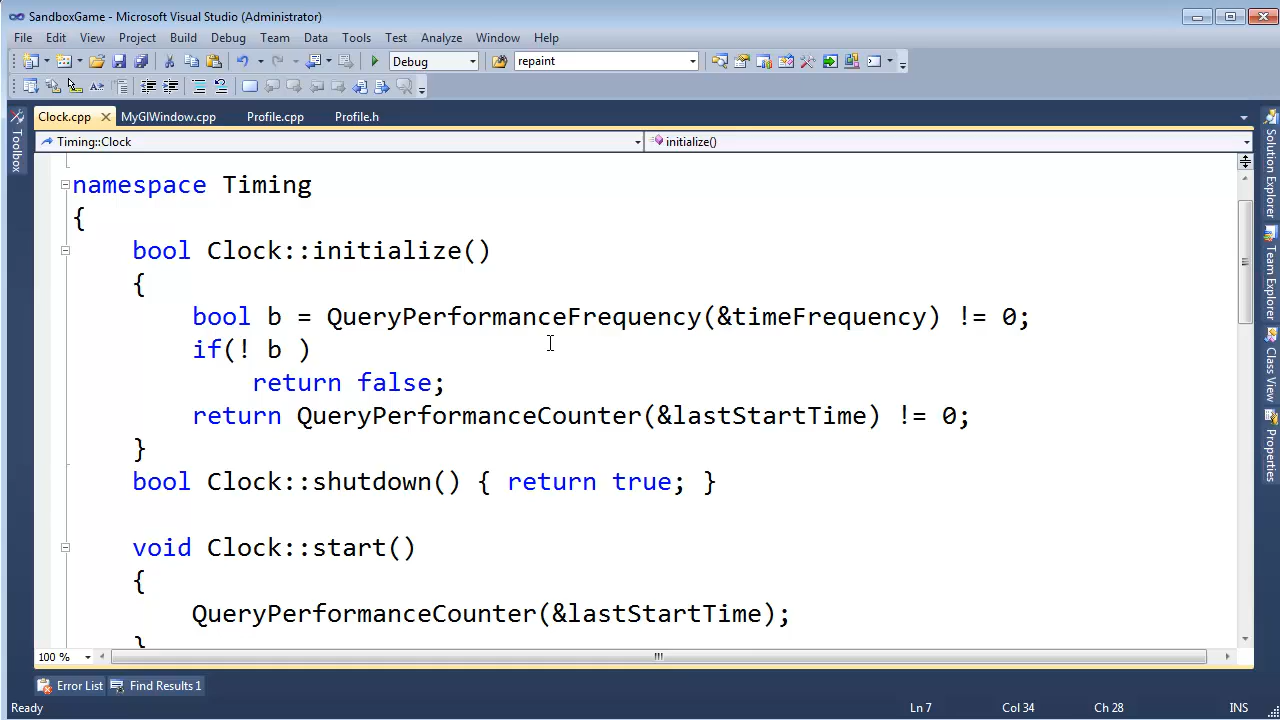 SandboxGame - Microsoft Visual Studio (Administrator)
File Edit View Project Build Debug Team Data Tools Test Analyze Window Help
Debug repaint
Clock.cpp MyGlWindow.cpp Profile.cpp Profile.h
Timing::Clock initialize()
Toolbox
namespace Timing
{
bool Clock::initialize()
{
bool b = QueryPerformanceFrequency(&timeFrequency) != 0;
if(! b )
return false;
return QueryPerformanceCounter(&lastStartTime) != 0;
}
bool Clock::shutdown() { return true; }
void Clock::start()
{
QueryPerformanceCounter(&lastStartTime);
}
Solution Explorer
Team Explorer
Class View
Properties
100 %
Error List Find Results 1
Ready Ln 7 Col 34 Ch 28 INS